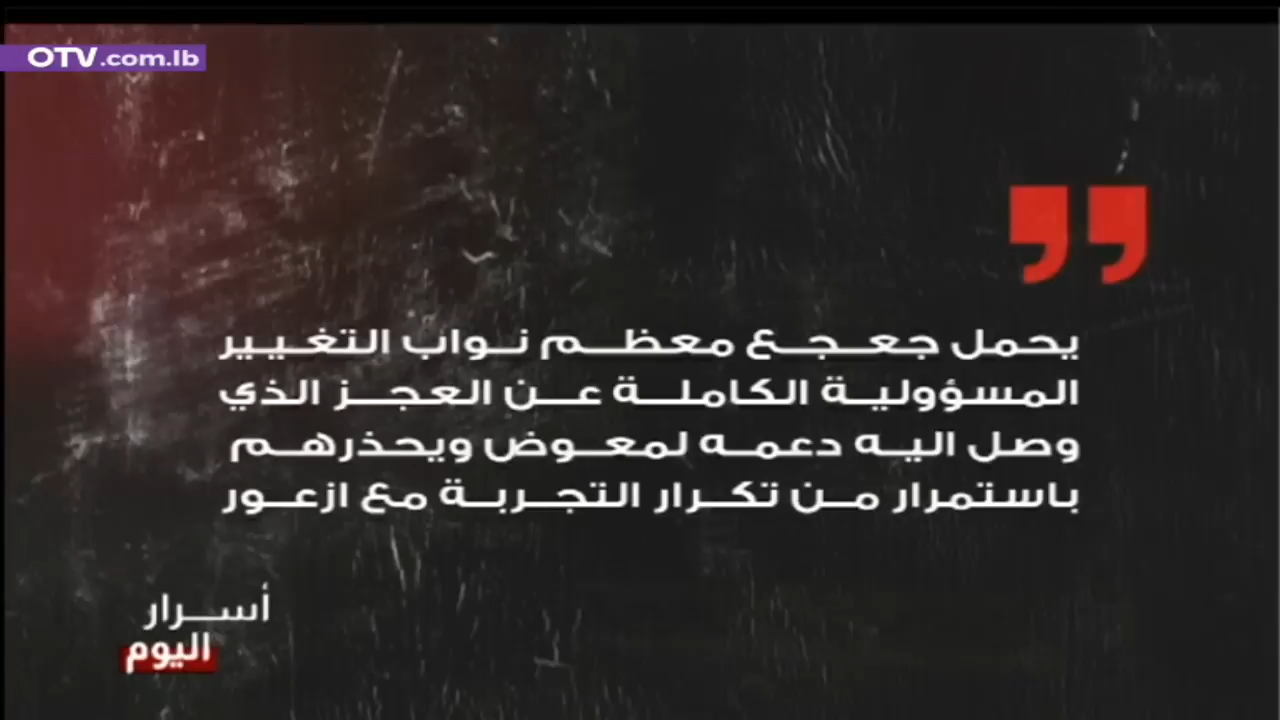 OTV.com.lb
يحمل جعجع معظم نواب التغيير
المسؤولية الكاملة عن العجز الذي
وصل اليه دعمه لمعوض ويحذرهم
باستمرار من تكرار التجربة مع ازعور
أسرار
اليوم